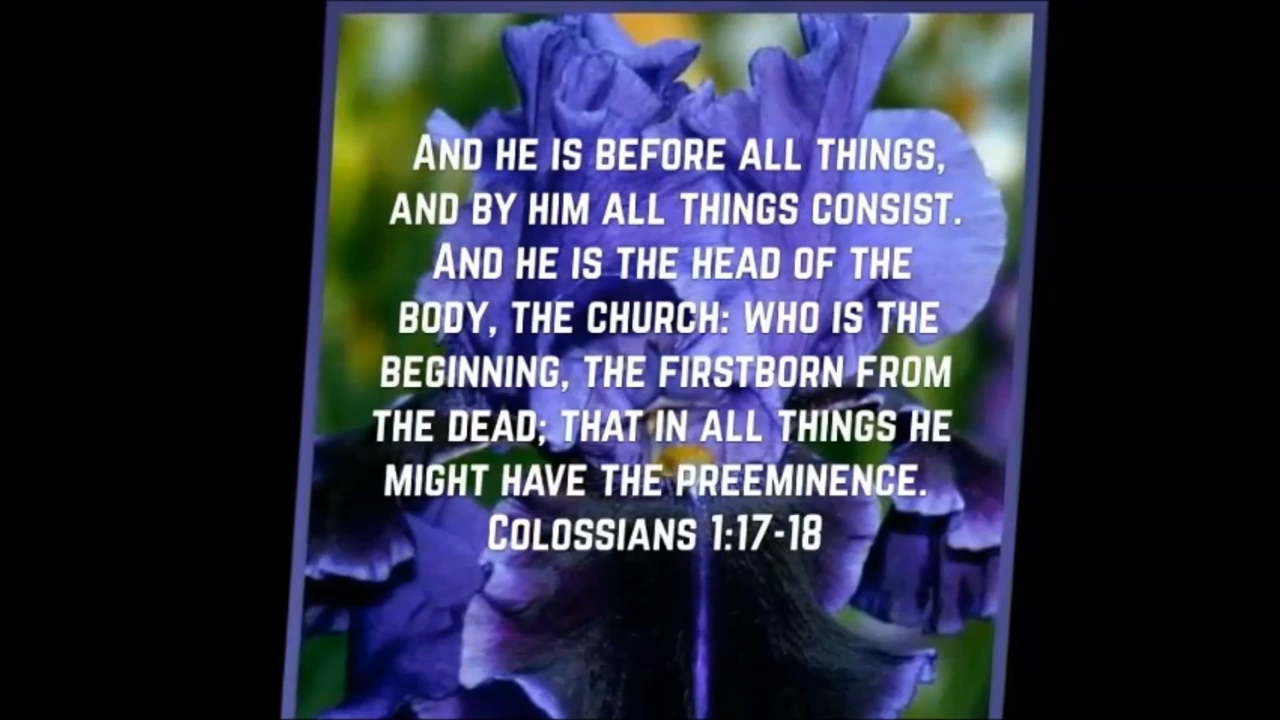 And he is before all things,
and by him all things consist.
And he is the head of the
body, the church: who is the
beginning, the firstborn from
the dead; that in all things he
might have the preeminence.
Colossians 1:17-18